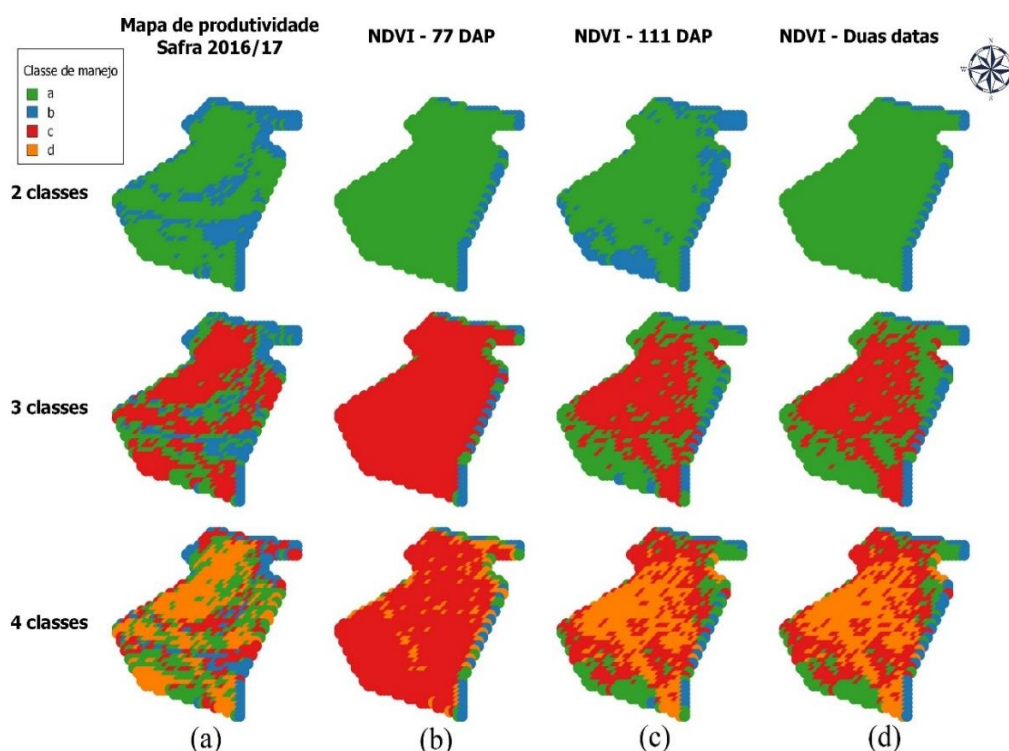 Mapa de produtividade
Safra 2016/17
NDVI - 77 DAP
NDVI - 111 DAP
NDVI - Duas datas
N
W
E
S
Classe de manejo
a
b
c
d
2 classes
3 classes
4 classes
(a)
(b)
(c)
(d)